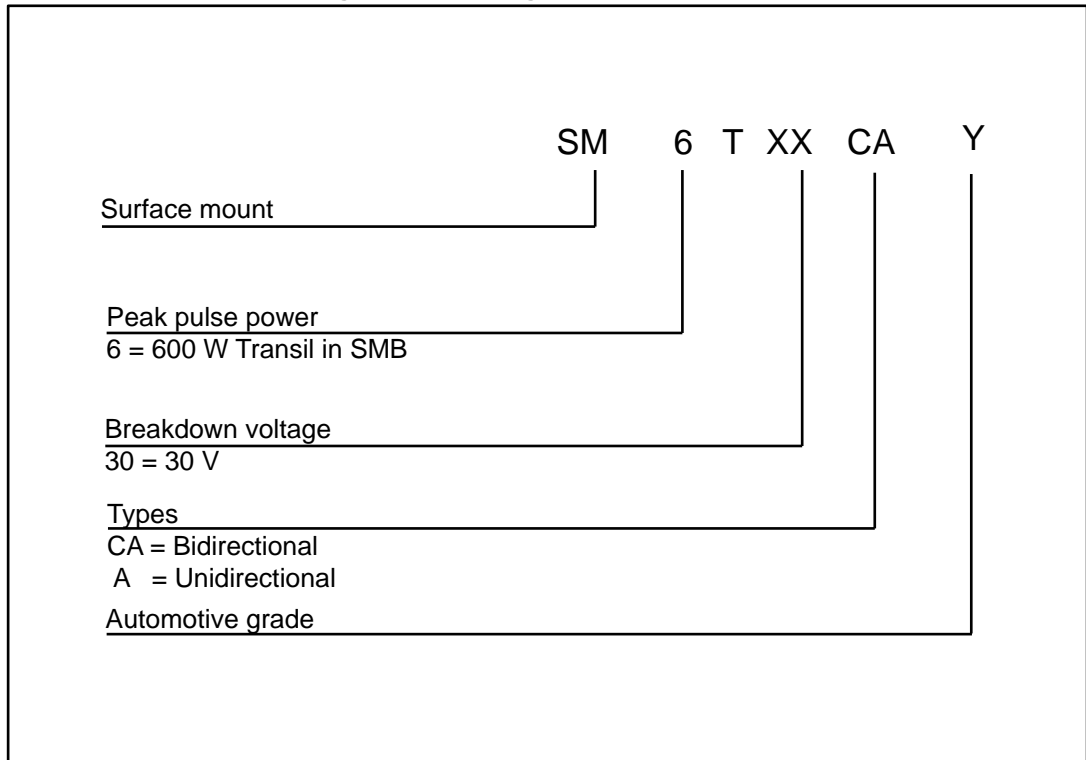 SM 6 T XX CA Y
Surface mount
Peak pulse power
6 = 600 W Transil in SMB
Breakdown voltage
30 = 30 V
Types
CA = Bidirectional
A = Unidirectional
Automotive grade